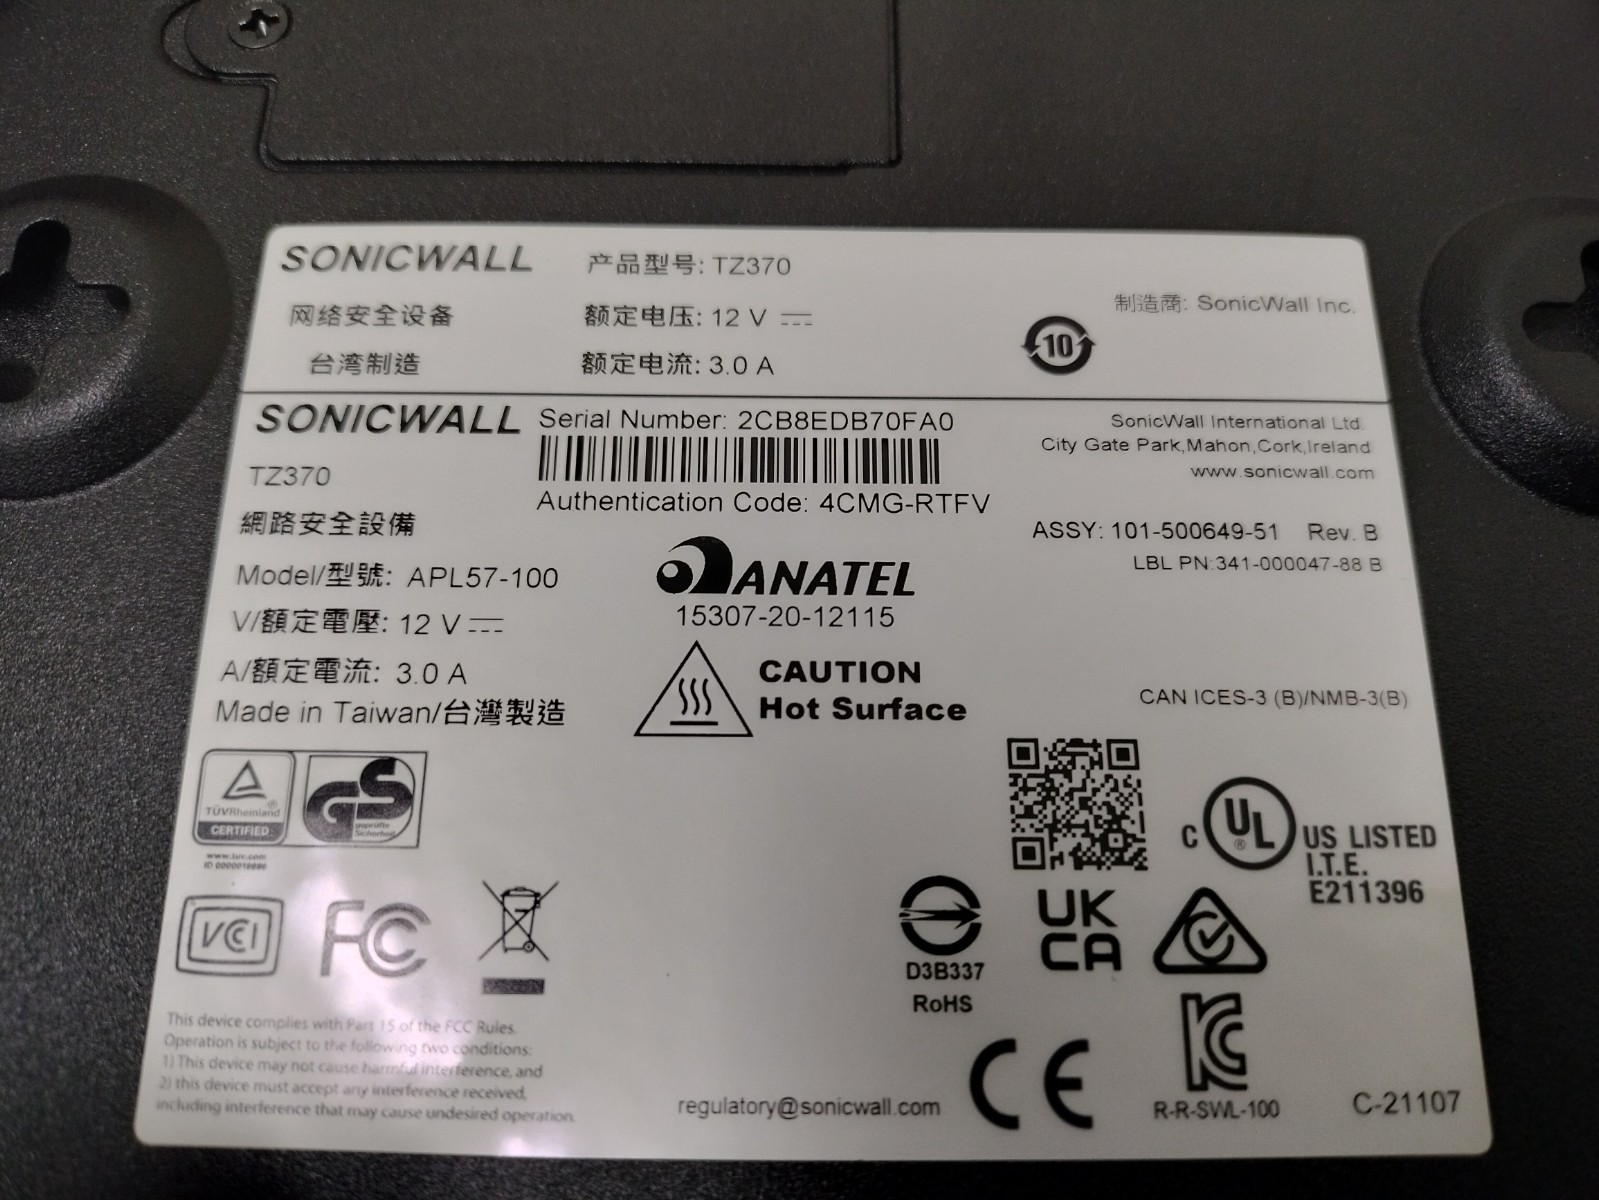 SONICWALL 产品型号: TZ370
网络安全设备 额定电压: 12 V
台湾制造 额定电流: 3.0 A
制造商: SonicWall Inc.
10
SONICWALL Serial Number: 2CB8EDB70FA0
TZ370
Authentication Code: 4CMG-RTFV
SonicWall International Ltd.
City Gate Park,Mahon,Cork,Ireland
www.sonicwall.com
網路安全設備
ASSY: 101-500649-51 Rev. B
LBL PN:341-000047-88 B
Model/型號: APL57-100
ANATEL
15307-20-12115
V/額定電壓: 12 V
A/額定電流: 3.0 A
Made in Taiwan/台灣製造
CAUTION
Hot Surface
CAN ICES-3 (B)/NMB-3(B)
TÜVRheinland
CERTIFIED
GS
geprüfte
Sicherheit
www.tuv.com
C UL US LISTED
I.T.E.
E211396
VCCI
FC
D3B337
RoHS
UK
CA
This device complies with Part 15 of the FCC Rules.
Operation is subject to the following two conditions:
1) This device may not cause harmful interference, and
2) this device must accept any interference received,
including interference that may cause undesired operation.
regulatory@sonicwall.com
CE
KC
R-R-SWL-100
C-21107